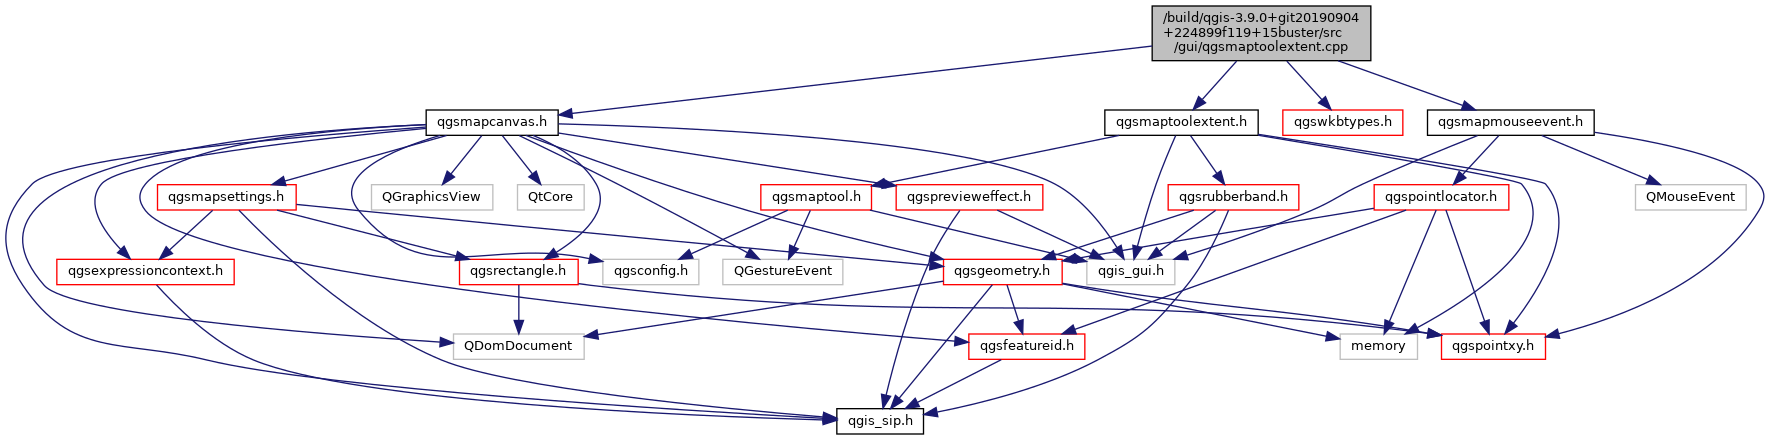 /build/qgis-3.9.0+git20190904
+224899f119+15buster/src
/gui/qgsmaptoolextent.cpp
qgsmapcanvas.h
qgsmaptoolextent.h
qgswkbtypes.h
qgsmapmouseevent.h
qgsmapsettings.h
QGraphicsView
QtCore
qgsmaptool.h
qgspreviewеffect.h
qgsrubberband.h
qgspointlocator.h
QMouseEvent
qgsexpressioncontext.h
qgsrectangle.h
qgsconfig.h
QGestureEvent
qgsgeometry.h
qgis_gui.h
QDomDocument
qgsfeatureid.h
memory
qgspointxy.h
qgis_sip.h